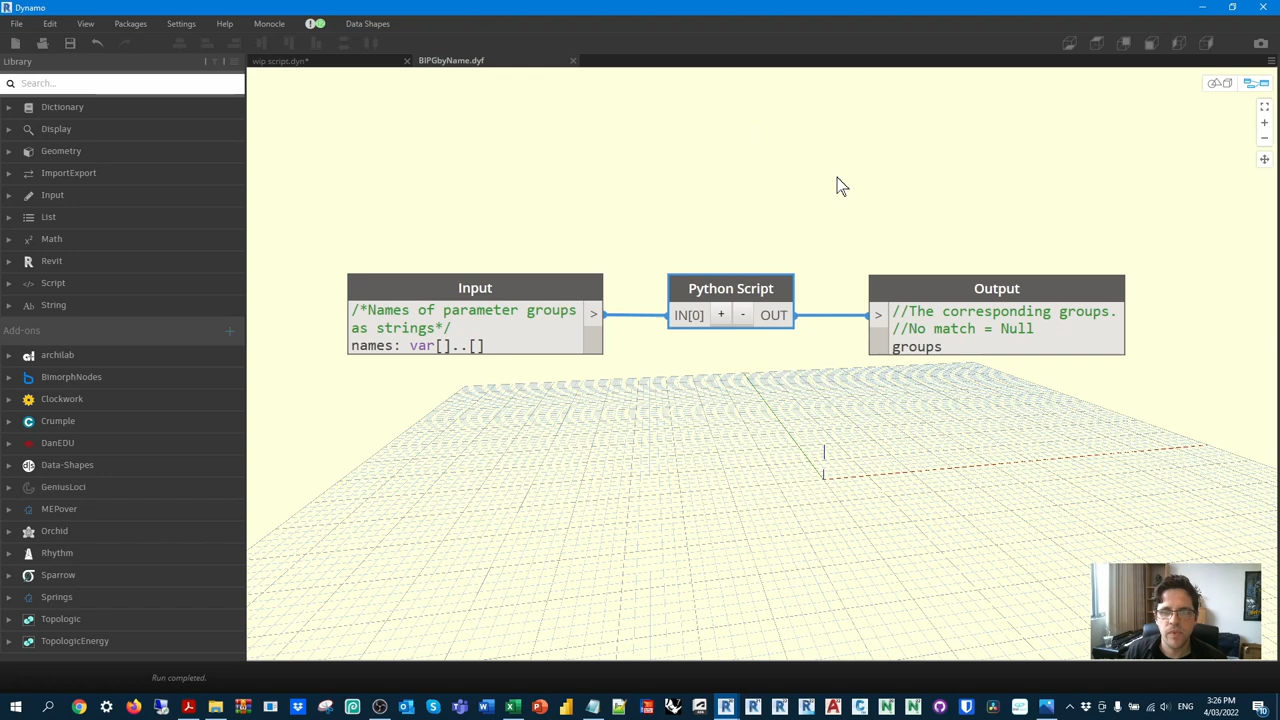 Dynamo
File Edit View Packages Settings Help Monocle Data Shapes
Library
wip script.dyn*
BIPGbyName.dyf
Search...
Dictionary
Display
Geometry
ImportExport
Input
List
Math
Revit
Script
String
Add-ons
archilab
BimorphNodes
Clockwork
Crumple
DanEDU
Data-Shapes
GeniusLoci
MEPover
Orchid
Rhythm
Sparrow
Springs
Topologic
TopologicEnergy
Input
/*Names of parameter groups
as strings*/
names: var[]..[]
>
Python Script
IN[0] + - OUT
Output
> //The corresponding groups.
//No match = Null
groups
Run completed.
ENG
3:26 PM
4/03/2022